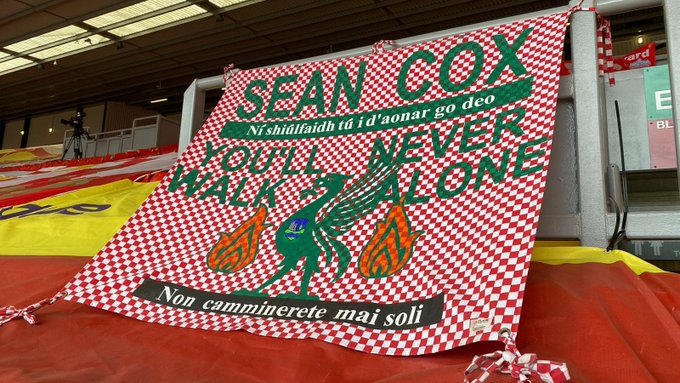 SEAN COX
Ní shiúlfaidh tú i d'aonar go deo
YOU'LL NEVER
WALK ALONE
Non camminerete mai soli